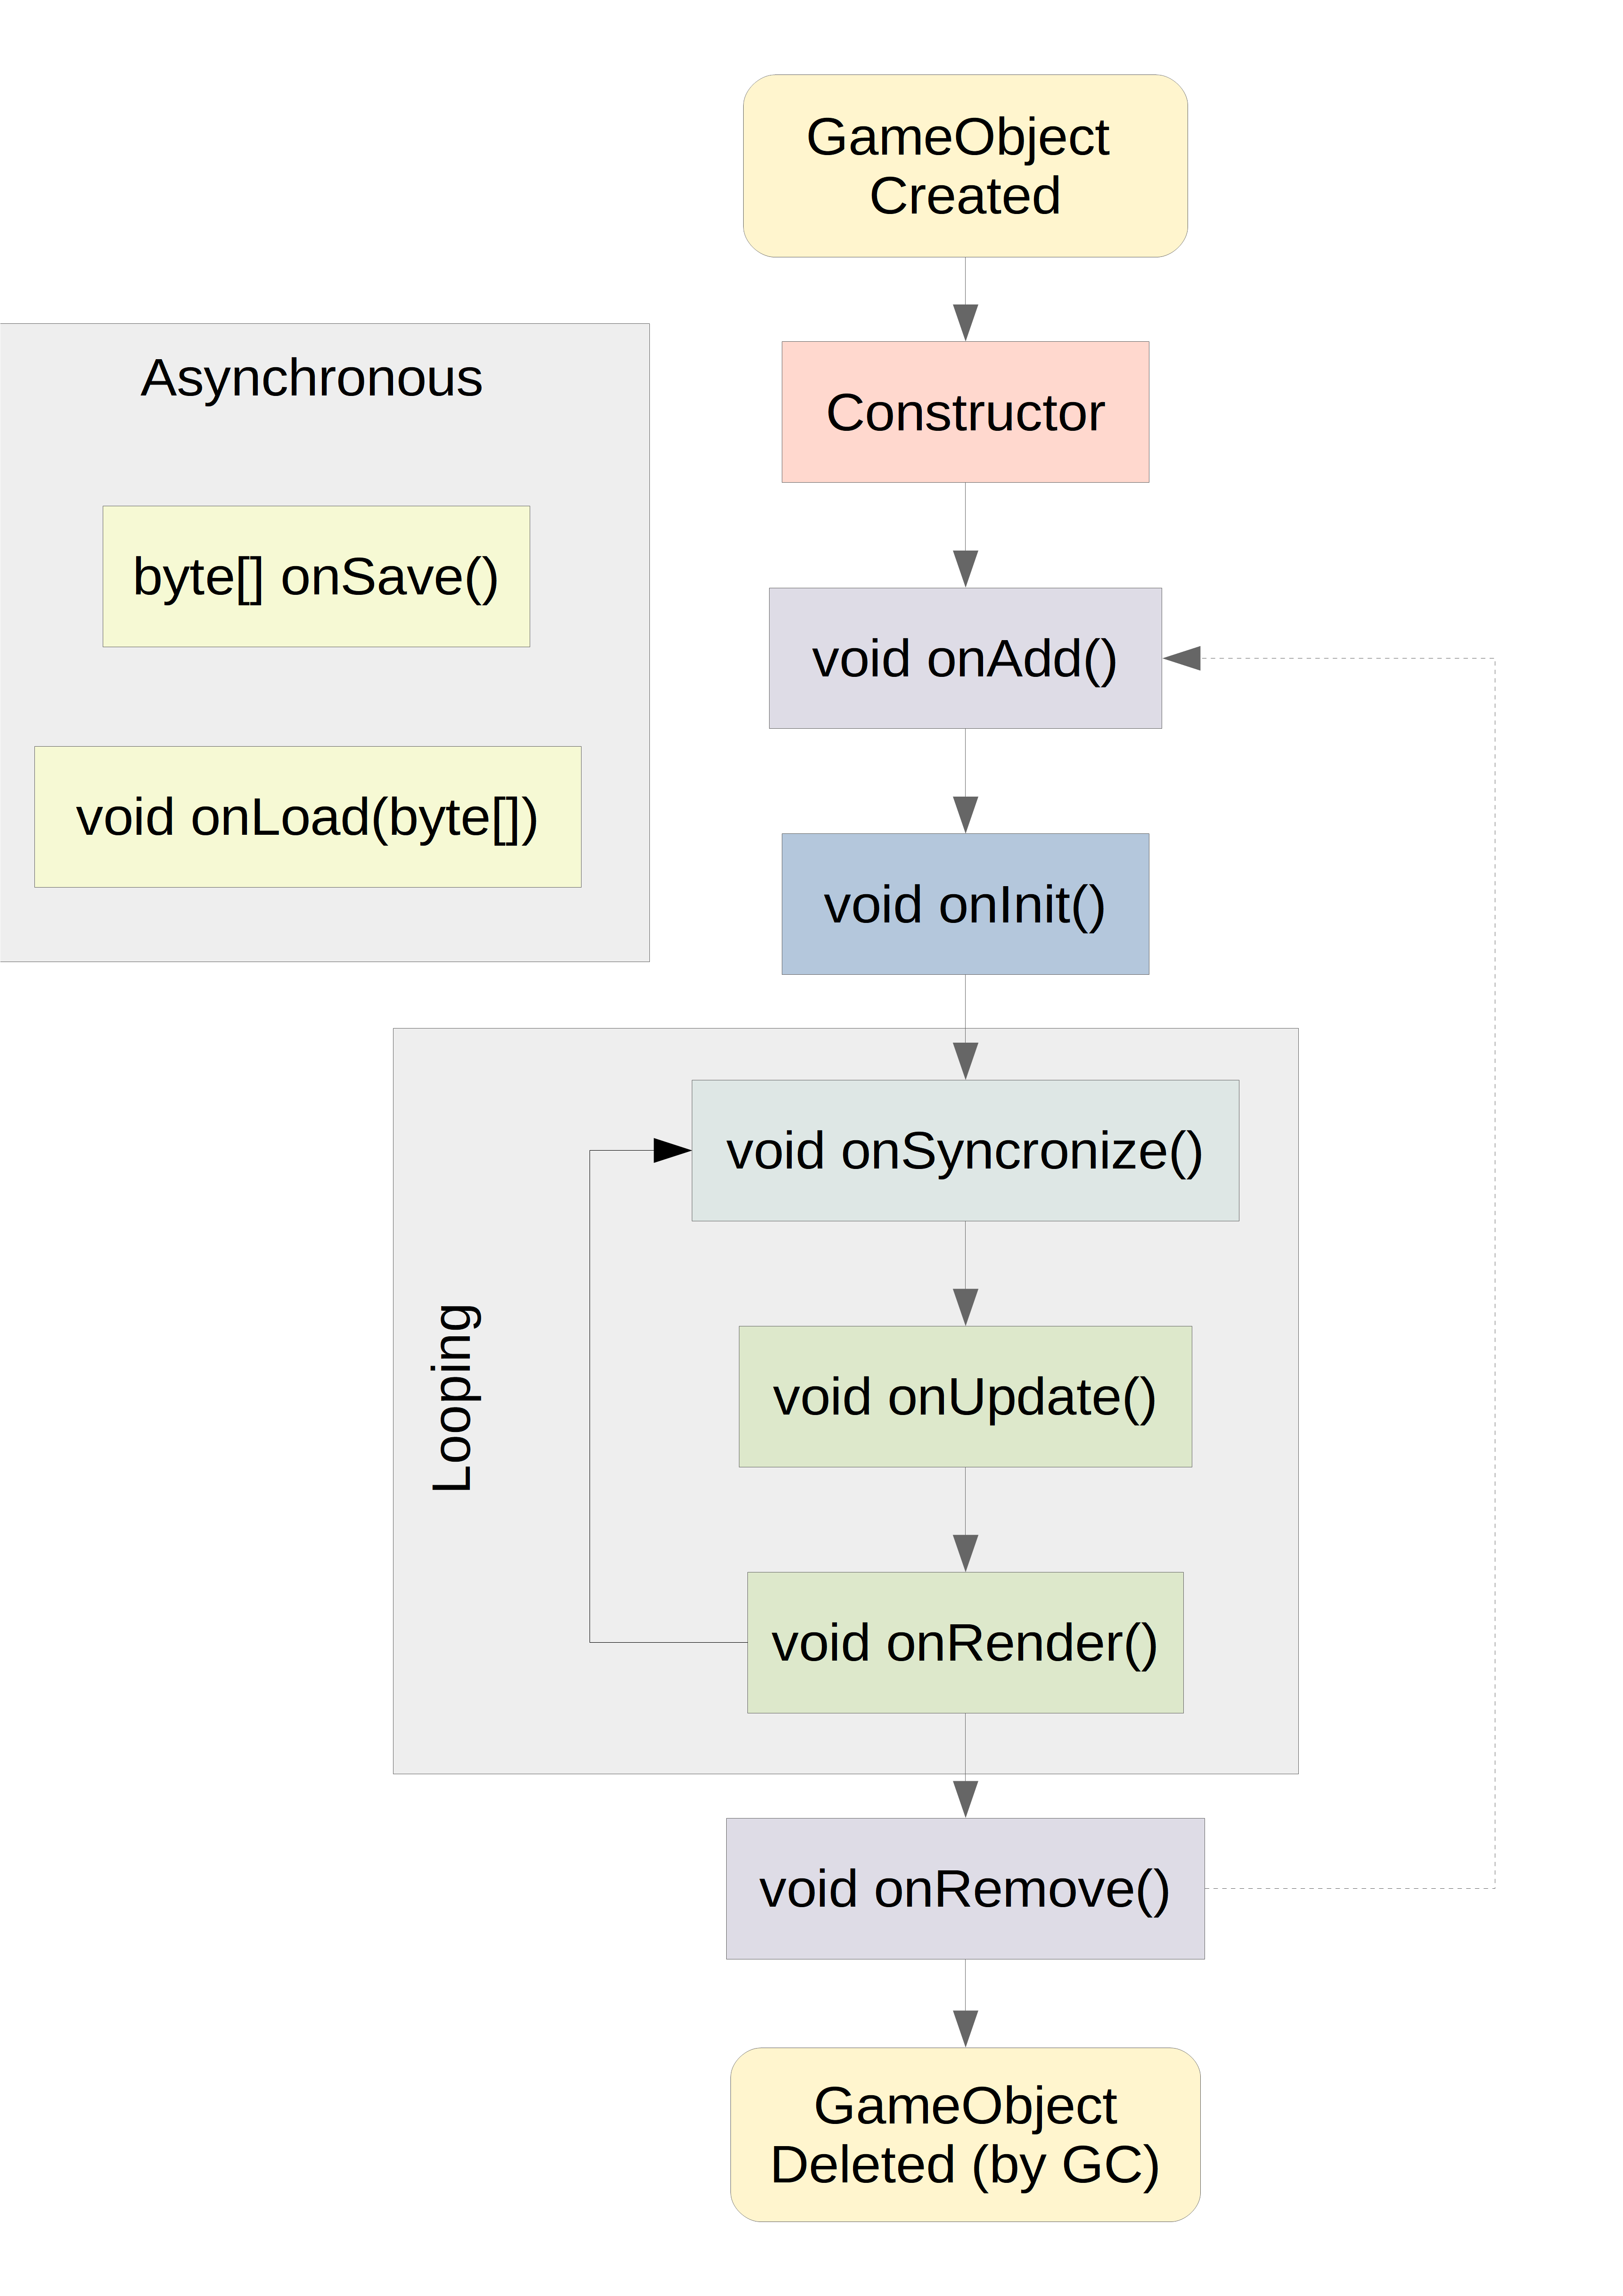 GameObject
Created
Constructor
Asynchronous
byte[] onSave()
void onLoad(byte[])
void onAdd()
void onInit()
Looping
void onSyncronize()
void onUpdate()
void onRender()
void onRemove()
GameObject
Deleted (by GC)